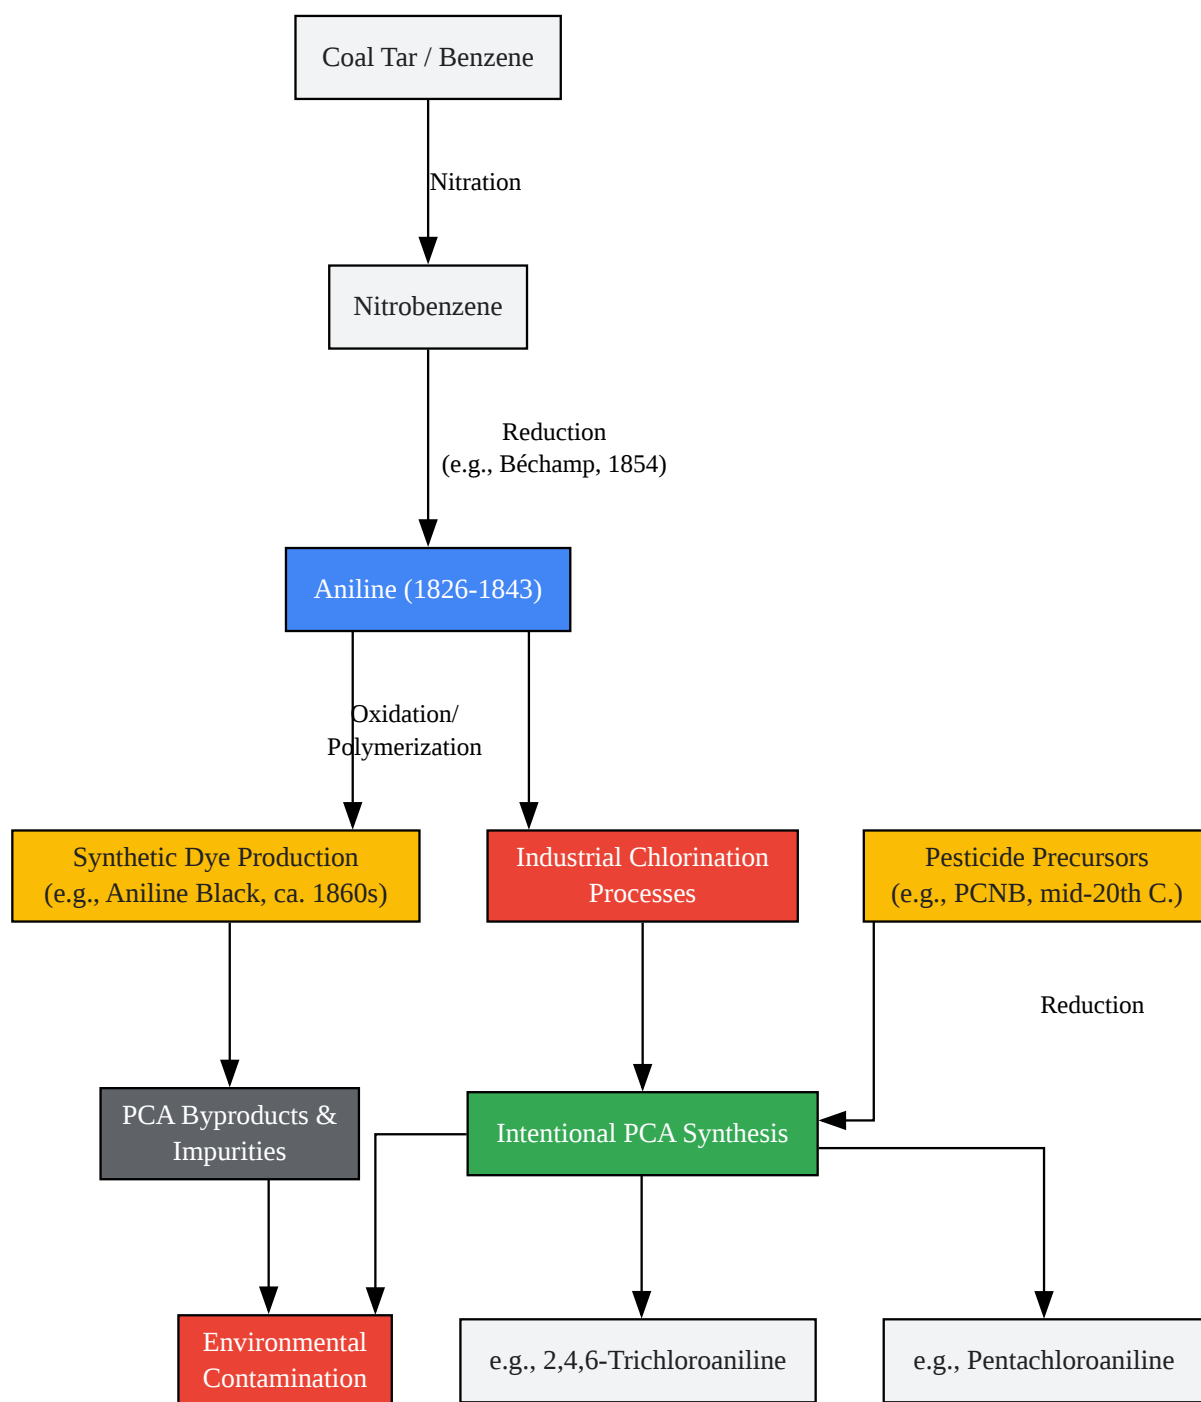 Coal Tar / Benzene
Nitration
Nitrobenzene
Reduction
(e.g., Béchamp, 1854)
Aniline (1826-1843)
Oxidation/
Polymerization
Synthetic Dye Production
(e.g., Aniline Black, ca. 1860s)
Industrial Chlorination
Processes
Pesticide Precursors
(e.g., PCNB, mid-20th C.)
Reduction
PCA Byproducts &
Impurities
Intentional PCA Synthesis
Environmental
Contamination
e.g., 2,4,6-Trichloroaniline
e.g., Pentachloroaniline